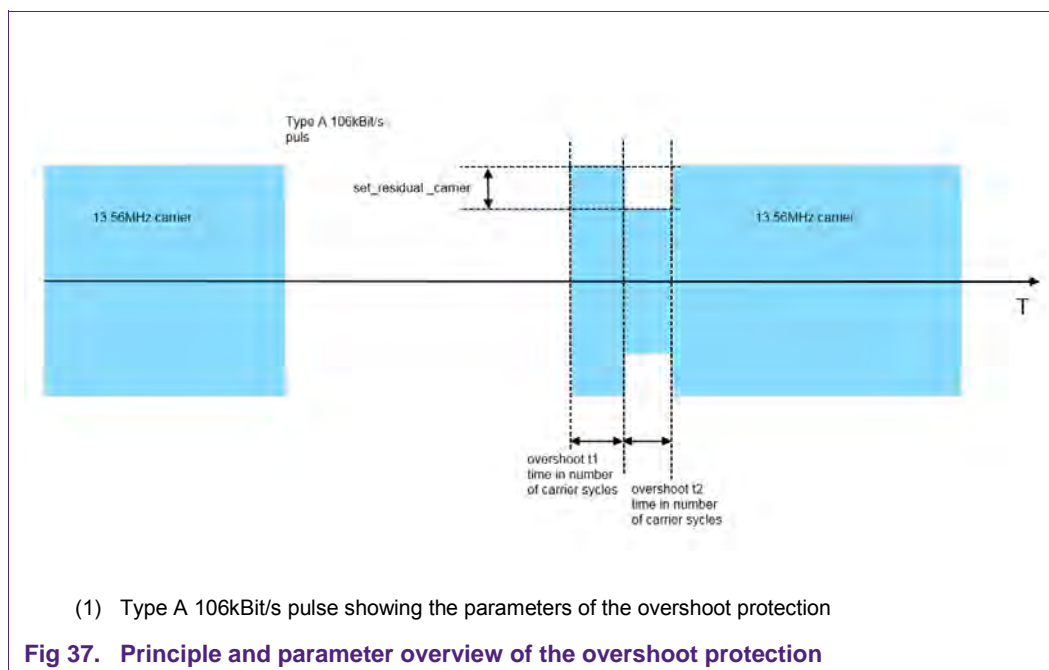 Type A 106kBit/s
puls
set_residual _carrier
13.56MHz carrier
13.56MHz carrier
T
overshoot t1
time in number
of carrier sycles
overshoot t2
time in number
of carrier sycles
(1) Type A 106kBit/s pulse showing the parameters of the overshoot protection
Fig 37. Principle and parameter overview of the overshoot protection